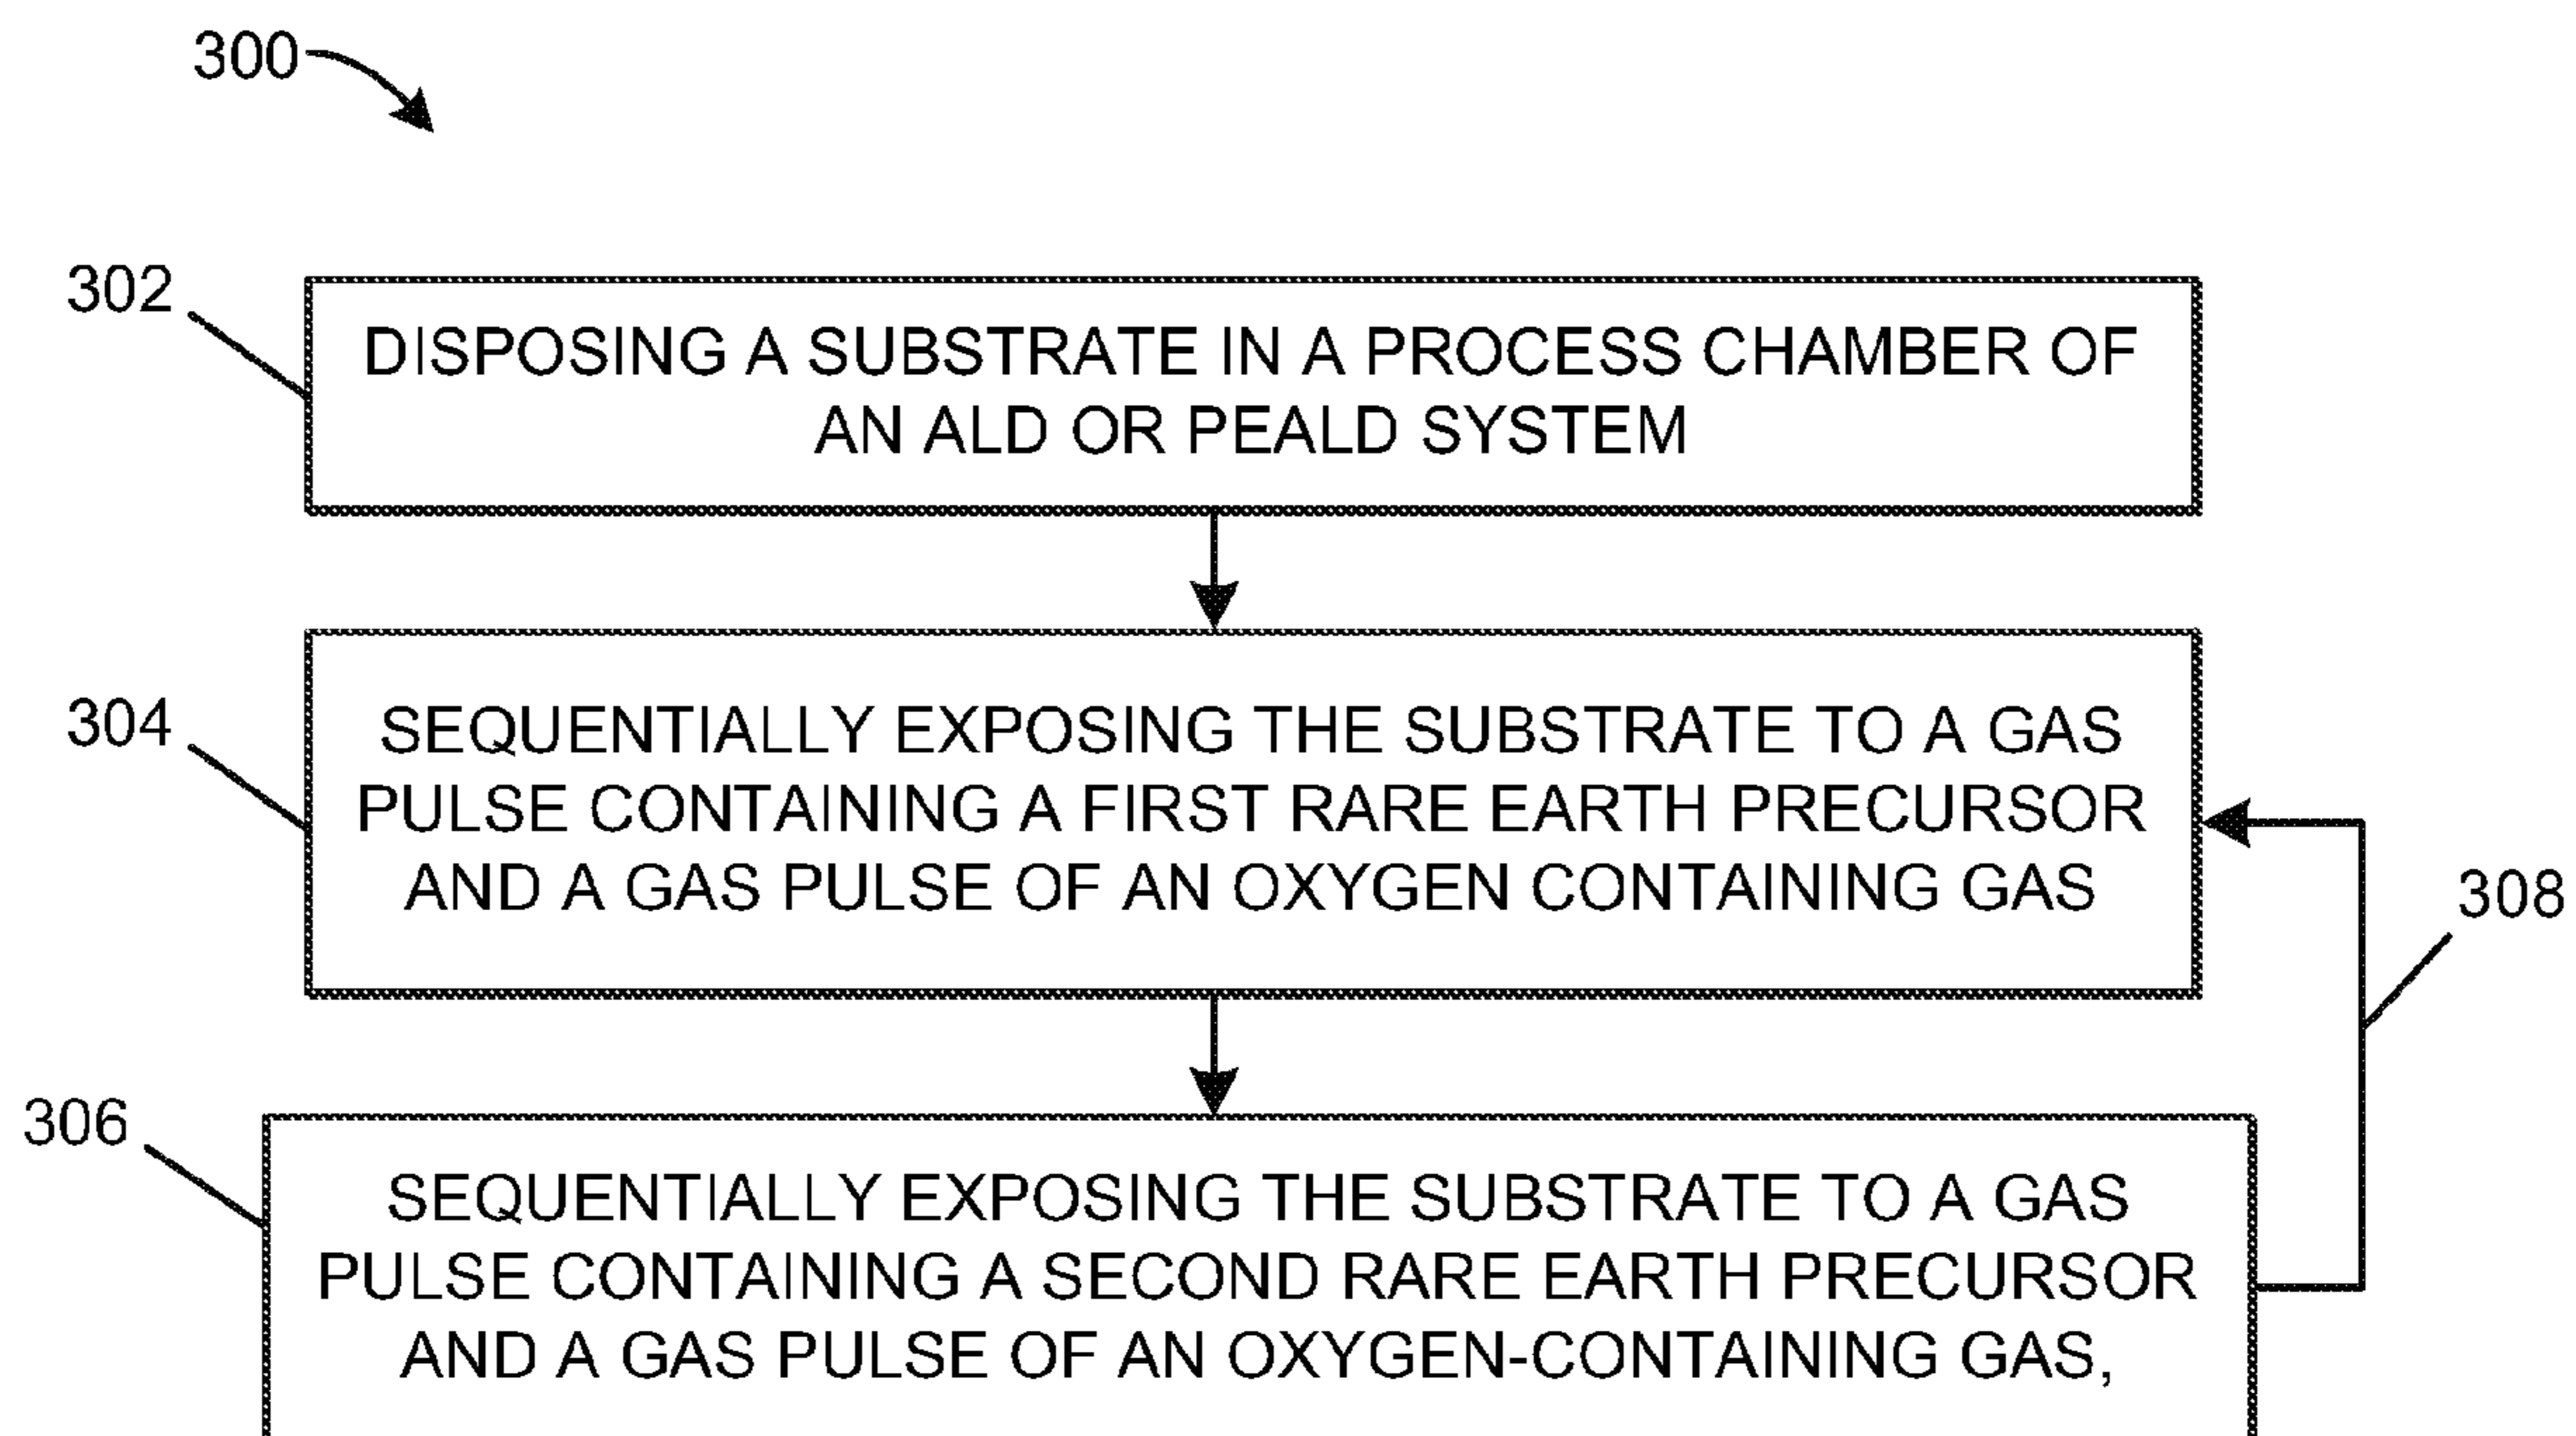 300
302
DISPOSING A SUBSTRATE IN A PROCESS CHAMBER OF
AN ALD OR PEALD SYSTEM
304
SEQUENTIALLY EXPOSING THE SUBSTRATE TO A GAS
PULSE CONTAINING A FIRST RARE EARTH PRECURSOR
AND A GAS PULSE OF AN OXYGEN CONTAINING GAS
308
306
SEQUENTIALLY EXPOSING THE SUBSTRATE TO A GAS
PULSE CONTAINING A SECOND RARE EARTH PRECURSOR
AND A GAS PULSE OF AN OXYGEN-CONTAINING GAS,